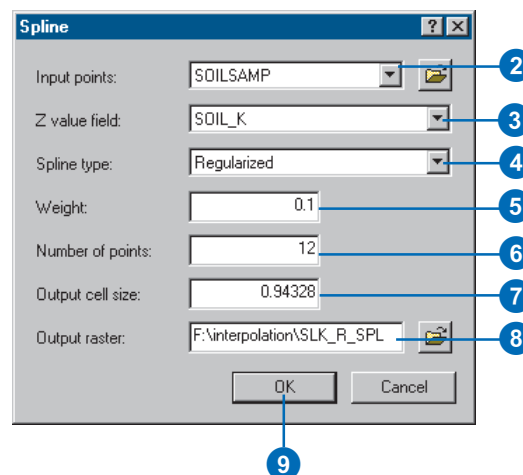 Spline
Input points: SOILSAMP 2
Z value field: SOIL_K 3
Spline type: Regularized 4
Weight: 0.1 5
Number of points: 12 6
Output cell size: 0.94328 7
Output raster: F:\interpolation\SLK_R_SPL 8
OK Cancel
9